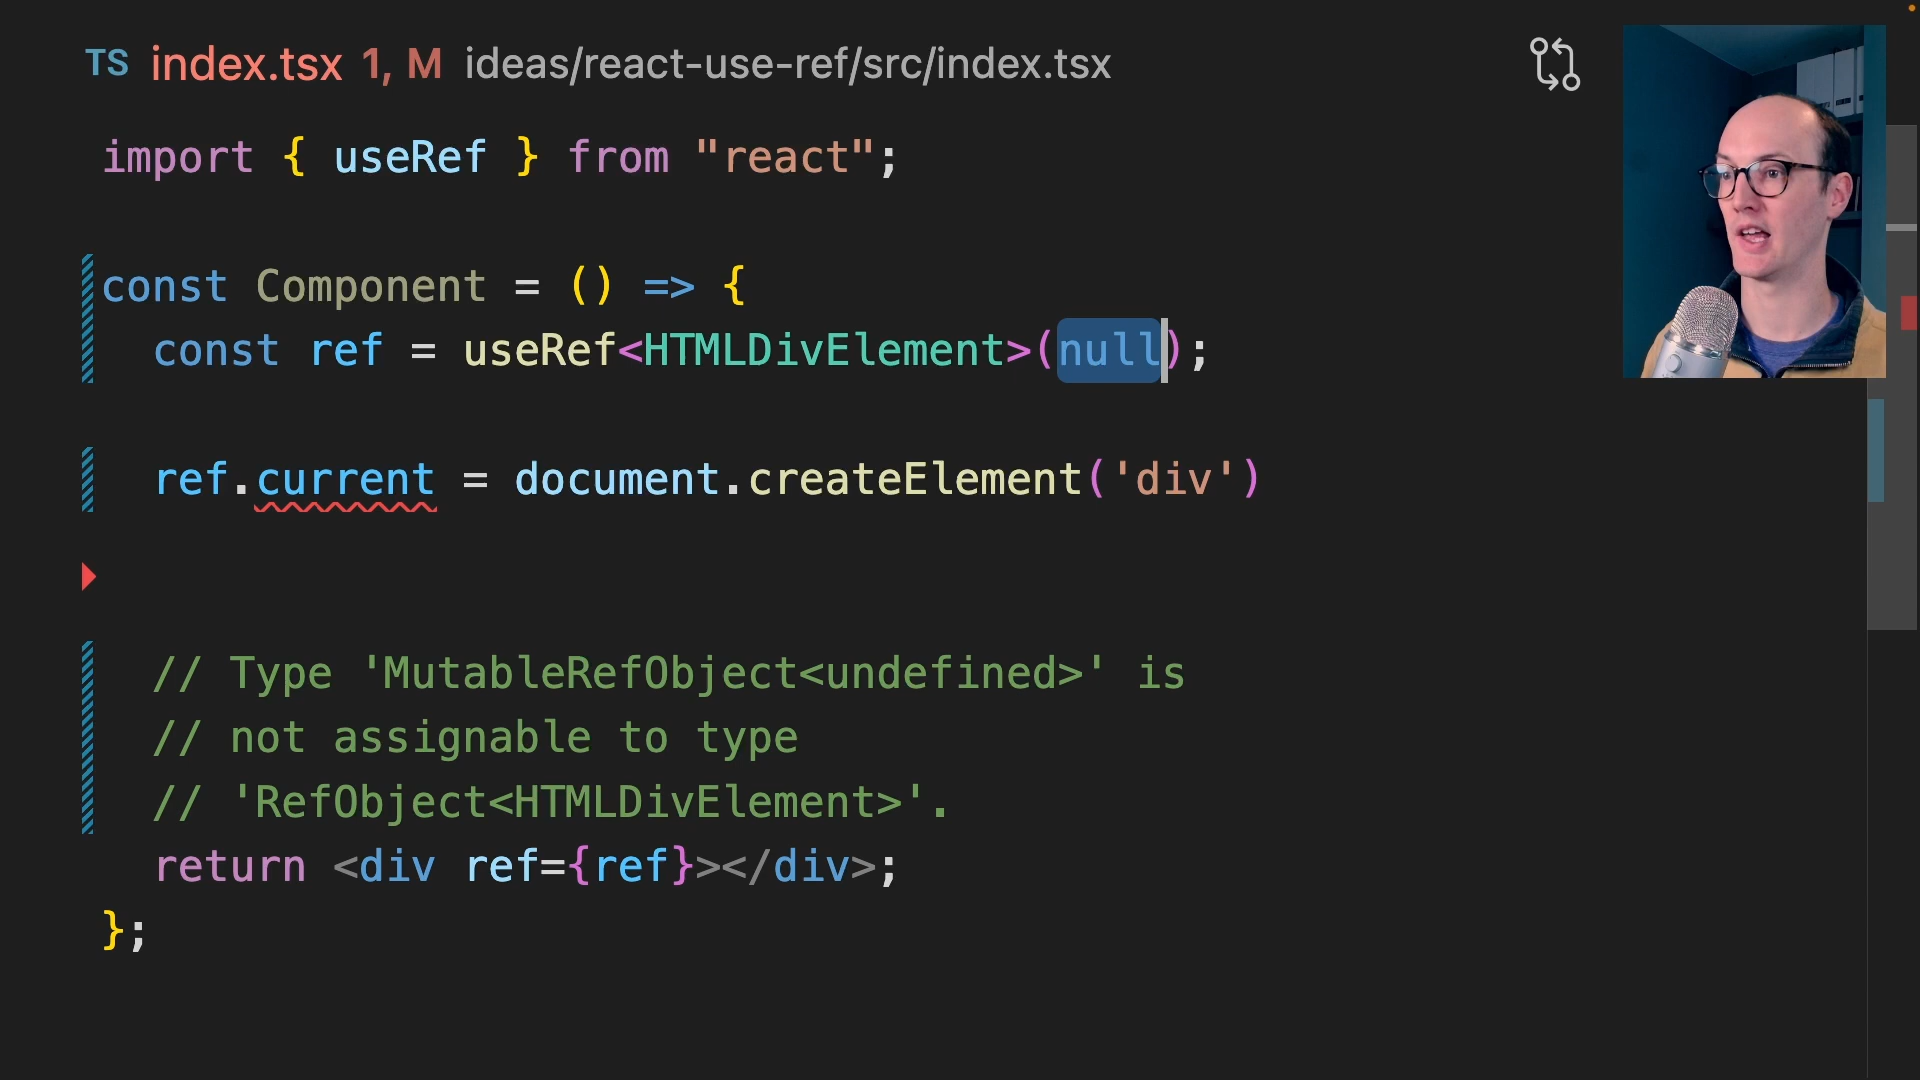 TS index.tsx 1, M ideas/react-use-ref/src/index.tsx
import { useRef } from "react";
const Component = () => {
const ref = useRef<HTMLDivElement>(null);
ref.current = document.createElement('div')
// Type 'MutableRefObject<undefined>' is
// not assignable to type
// 'RefObject<HTMLDivElement>'.
return <div ref={ref}></div>;
};